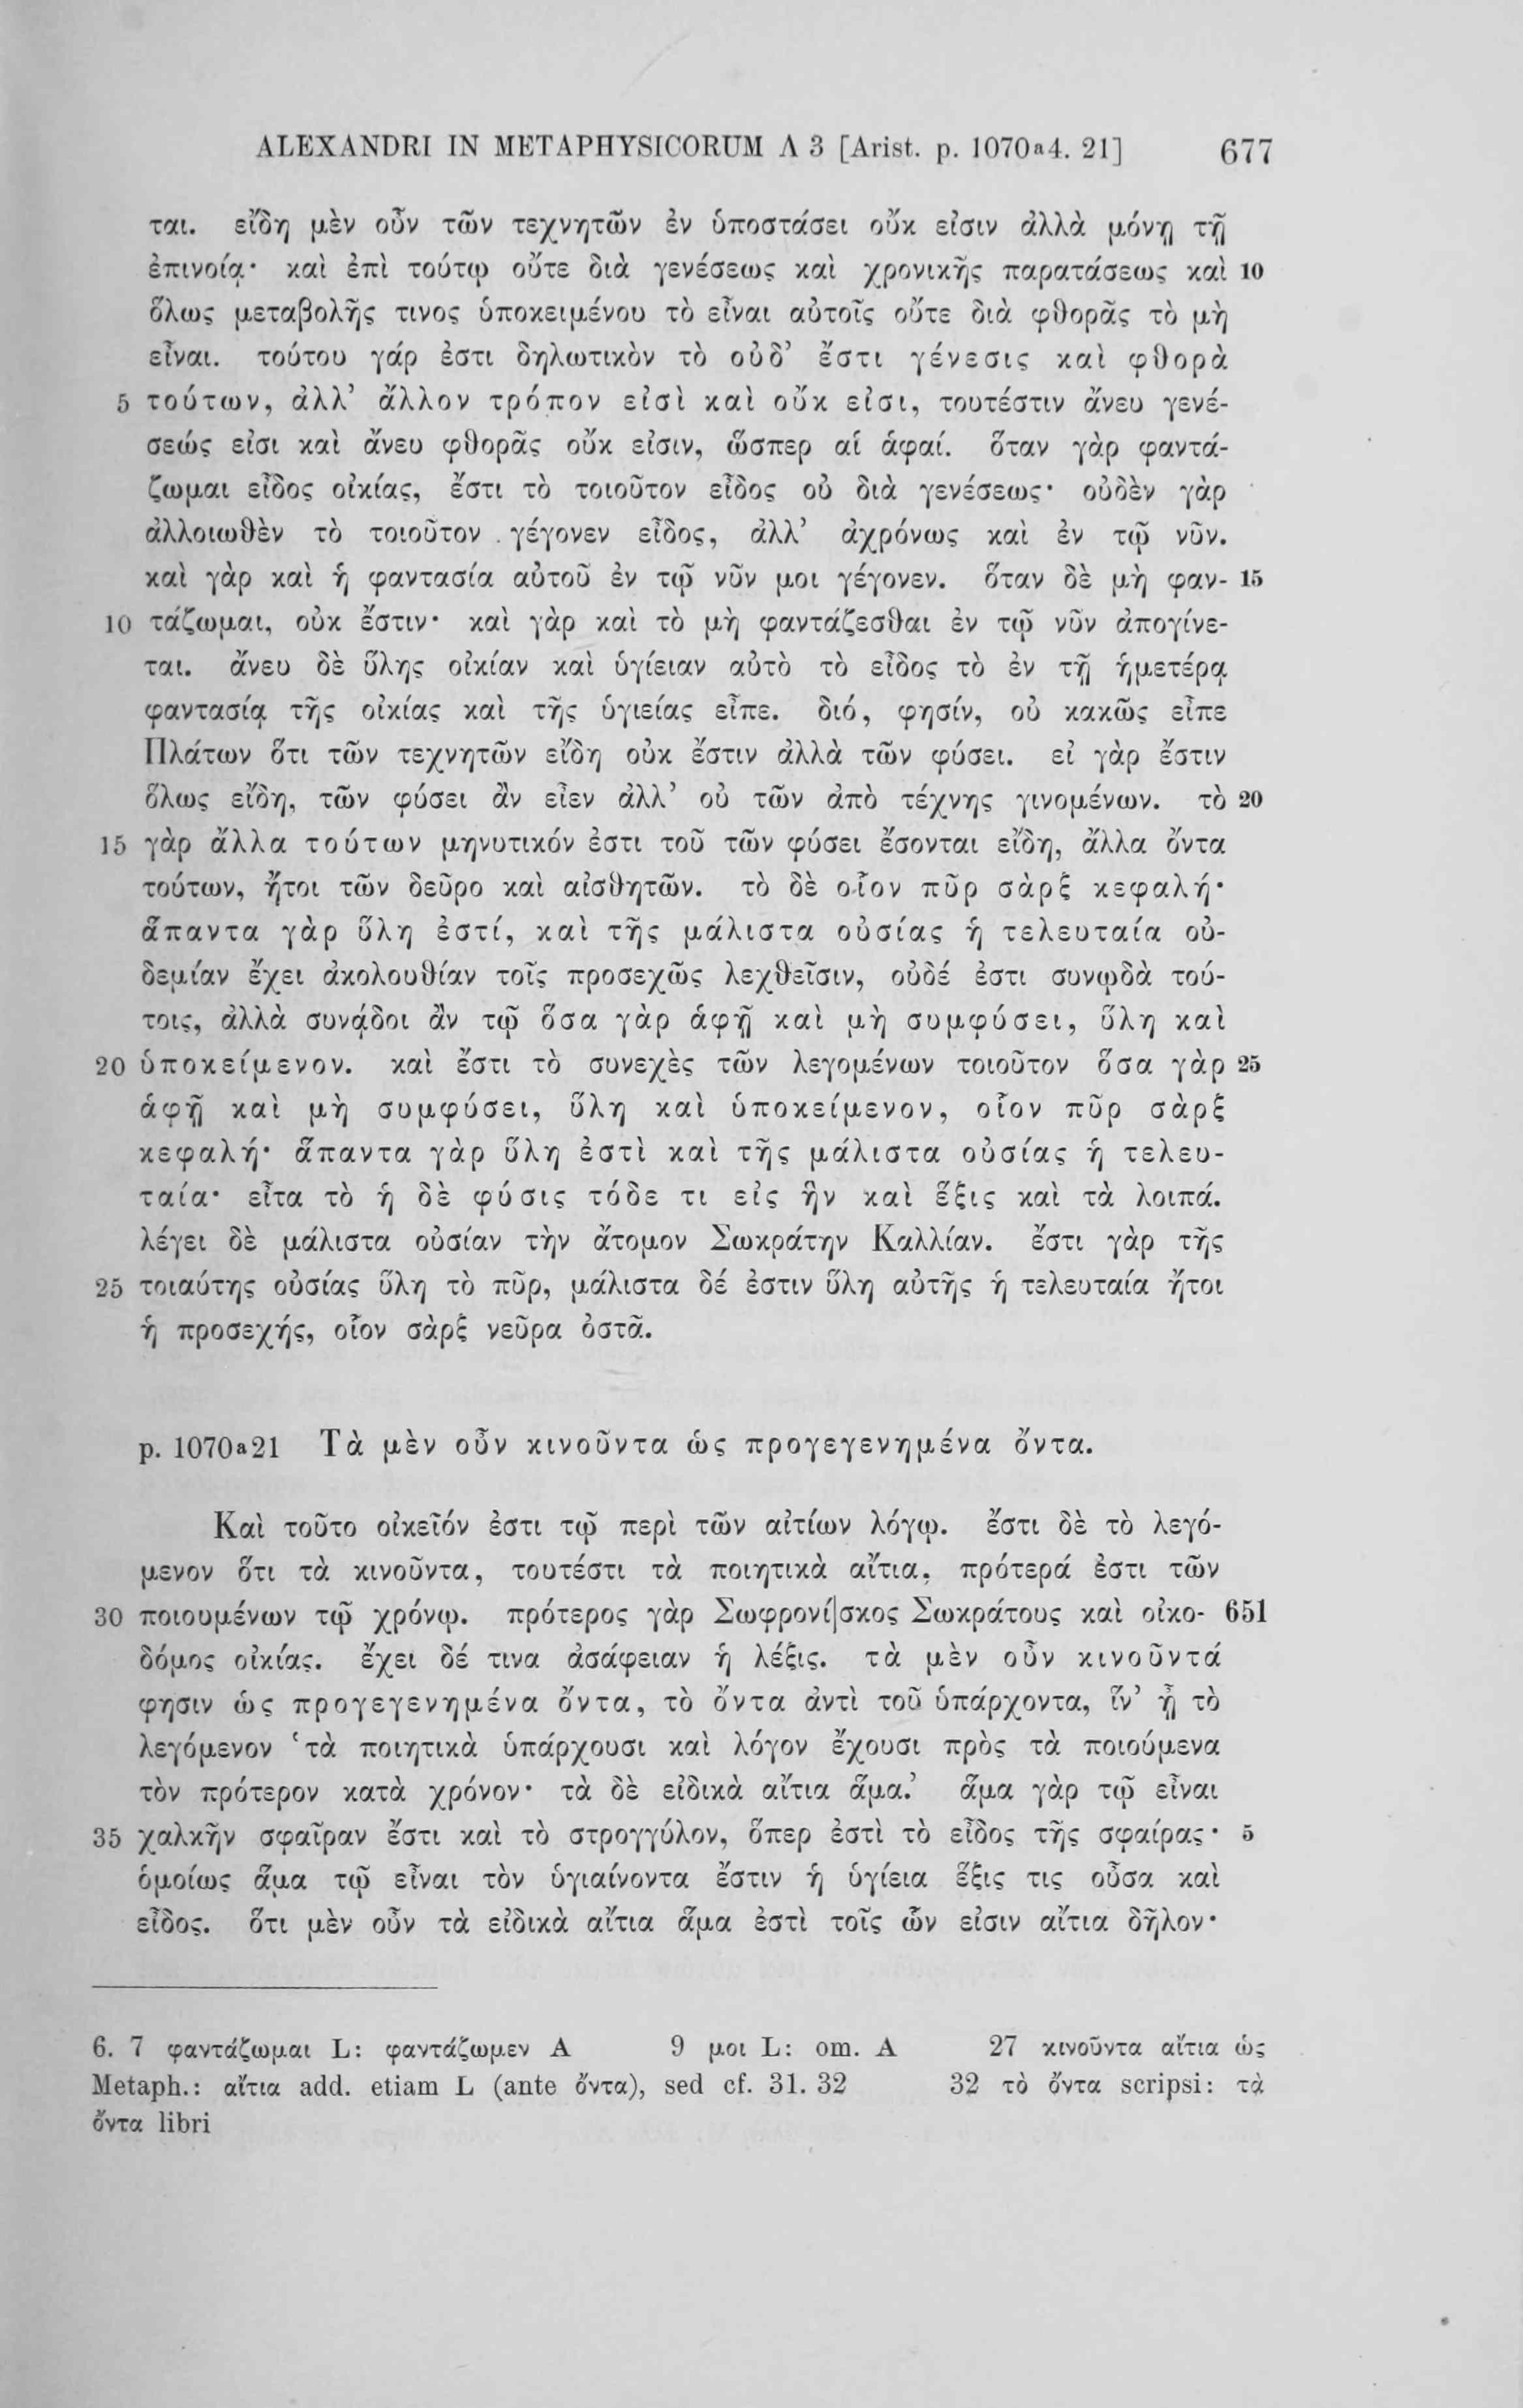 ALEXANDRI IN METAPHYSICORUM Λ 3 [Arist. p. 1070ª4. 21] 677
ται. εἴδη μὲν οὖν τῶν τεχνητῶν ἐν ὑποστάσει οὔκ εἰσιν ἀλλὰ μόνῃ τῇ
ἐπινοίᾳ· καὶ ἐπὶ τούτῳ οὔτε διὰ γενέσεως καὶ χρονικῆς παρατάσεως καὶ 10
ὅλως μεταβολῆς τινος ὑποκειμένου τὸ εἶναι αὐτοῖς οὔτε διὰ φθορᾶς τὸ μὴ
εἶναι. τούτου γάρ ἐστι δηλωτικὸν τὸ οὐδ’ ἔστι γένεσις καὶ φθορὰ
5 τούτων, ἀλλ’ ἄλλον τρόπον εἰσὶ καὶ οὔκ εἰσι, τουτέστιν ἄνευ γενέ-
σεώς εἰσι καὶ ἄνευ φθορᾶς οὔκ εἰσιν, ὥσπερ αἱ ἁφαί. ὅταν γὰρ φαντά-
ζωμαι εἶδος οἰκίας, ἔστι τὸ τοιοῦτον εἶδος οὐ διὰ γενέσεως· οὐδὲν γὰρ
ἀλλοιωθὲν τὸ τοιοῦτον γέγονεν εἶδος, ἀλλ’ ἀχρόνως καὶ ἐν τῷ νῦν.
καὶ γὰρ καὶ ἡ φαντασία αὐτοῦ ἐν τῷ νῦν μοι γέγονεν. ὅταν δὲ μὴ φαν- 15
10 τάζωμαι, οὐκ ἔστιν· καὶ γὰρ καὶ τὸ μὴ φαντάζεσθαι ἐν τῷ νῦν ἀπογίνε-
ται. ἄνευ δὲ ὕλης οἰκίαν καὶ ὑγίειαν αὐτὸ τὸ εἶδος τὸ ἐν τῇ ἡμετέρᾳ
φαντασίᾳ τῆς οἰκίας καὶ τῆς ὑγιείας εἶπε. διό, φησίν, οὐ κακῶς εἶπε
Πλάτων ὅτι τῶν τεχνητῶν εἴδη οὐκ ἔστιν ἀλλὰ τῶν φύσει. εἰ γὰρ ἔστιν
ὅλως εἴδη, τῶν φύσει ἂν εἶεν ἀλλ’ οὐ τῶν ἀπὸ τέχνης γινομένων. τὸ 20
15 γὰρ ἄλλα τούτων μηνυτικόν ἐστι τοῦ τῶν φύσει ἔσονται εἴδη, ἄλλα ὄντα
τούτων, ἤτοι τῶν δεῦρο καὶ αἰσθητῶν. τὸ δὲ οἷον πῦρ σὰρξ κεφαλή·
ἅπαντα γὰρ ὕλη ἐστί, καὶ τῆς μάλιστα οὐσίας ἡ τελευταία οὐ-
δεμίαν ἔχει ἀκολουθίαν τοῖς προσεχῶς λεχθεῖσιν, οὐδέ ἐστι συνῳδὰ τού-
τοις, ἀλλὰ συνᾴδοι ἂν τῷ ὅσα γὰρ ἁφῇ καὶ μὴ συμφύσει, ὕλη καὶ
20 ὑποκείμενον. καὶ ἔστι τὸ συνεχὲς τῶν λεγομένων τοιοῦτον ὅσα γὰρ 25
ἁφῇ καὶ μὴ συμφύσει, ὕλη καὶ ὑποκείμενον, οἷον πῦρ σὰρξ
κεφαλή· ἅπαντα γὰρ ὕλη ἐστὶ καὶ τῆς μάλιστα οὐσίας ἡ τελευ-
ταία· εἶτα τὸ ἡ δὲ φύσις τόδε τι εἰς ἣν καὶ ἕξις καὶ τὰ λοιπά.
λέγει δὲ μάλιστα οὐσίαν τὴν ἄτομον Σωκράτην Καλλίαν. ἔστι γὰρ τῆς
25 τοιαύτης οὐσίας ὕλη τὸ πῦρ, μάλιστα δέ ἐστιν ὕλη αὐτῆς ἡ τελευταία ἤτοι
ἡ προσεχής, οἷον σὰρξ νεῦρα ὀστᾶ.
p. 1070ª21 Τὰ μὲν οὖν κινοῦντα ὡς προγεγενημένα ὄντα.
Καὶ τοῦτο οἰκεῖόν ἐστι τῷ περὶ τῶν αἰτίων λόγῳ. ἔστι δὲ τὸ λεγό-
μενον ὅτι τὰ κινοῦντα, τουτέστι τὰ ποιητικὰ αἴτια, πρότερά ἐστι τῶν
30 ποιουμένων τῷ χρόνῳ. πρότερος γὰρ Σωφρονί|σκος Σωκράτους καὶ οἰκο- 651
δόμος οἰκίας. ἔχει δέ τινα ἀσάφειαν ἡ λέξις. τὰ μὲν οὖν κινοῦντά
φησιν ὡς προγεγενημένα ὄντα, τὸ ὄντα ἀντὶ τοῦ ὑπάρχοντα, ἵν’ ᾖ τὸ
λεγόμενον ‘τὰ ποιητικὰ ὑπάρχουσι καὶ λόγον ἔχουσι πρὸς τὰ ποιούμενα
τὸν πρότερον κατὰ χρόνον· τὰ δὲ εἰδικὰ αἴτια ἅμα.’ ἅμα γὰρ τῷ εἶναι
35 χαλκῆν σφαῖραν ἔστι καὶ τὸ στρογγύλον, ὅπερ ἐστὶ τὸ εἶδος τῆς σφαίρας· 5
ὁμοίως ἅμα τῷ εἶναι τὸν ὑγιαίνοντα ἔστιν ἡ ὑγίεια ἕξις τις οὖσα καὶ
εἶδος. ὅτι μὲν οὖν τὰ εἰδικὰ αἴτια ἅμα ἐστὶ τοῖς ὧν εἰσιν αἴτια δῆλον·
6. 7 φαντάζωμαι L: φαντάζωμεν A 9 μοι L: om. A 27 κινοῦντα αἴτια ὡς
Metaph.: αἴτια add. etiam L (ante ὄντα), sed cf. 31. 32 32 τὸ ὄντα scripsi: τὰ
ὄντα libri